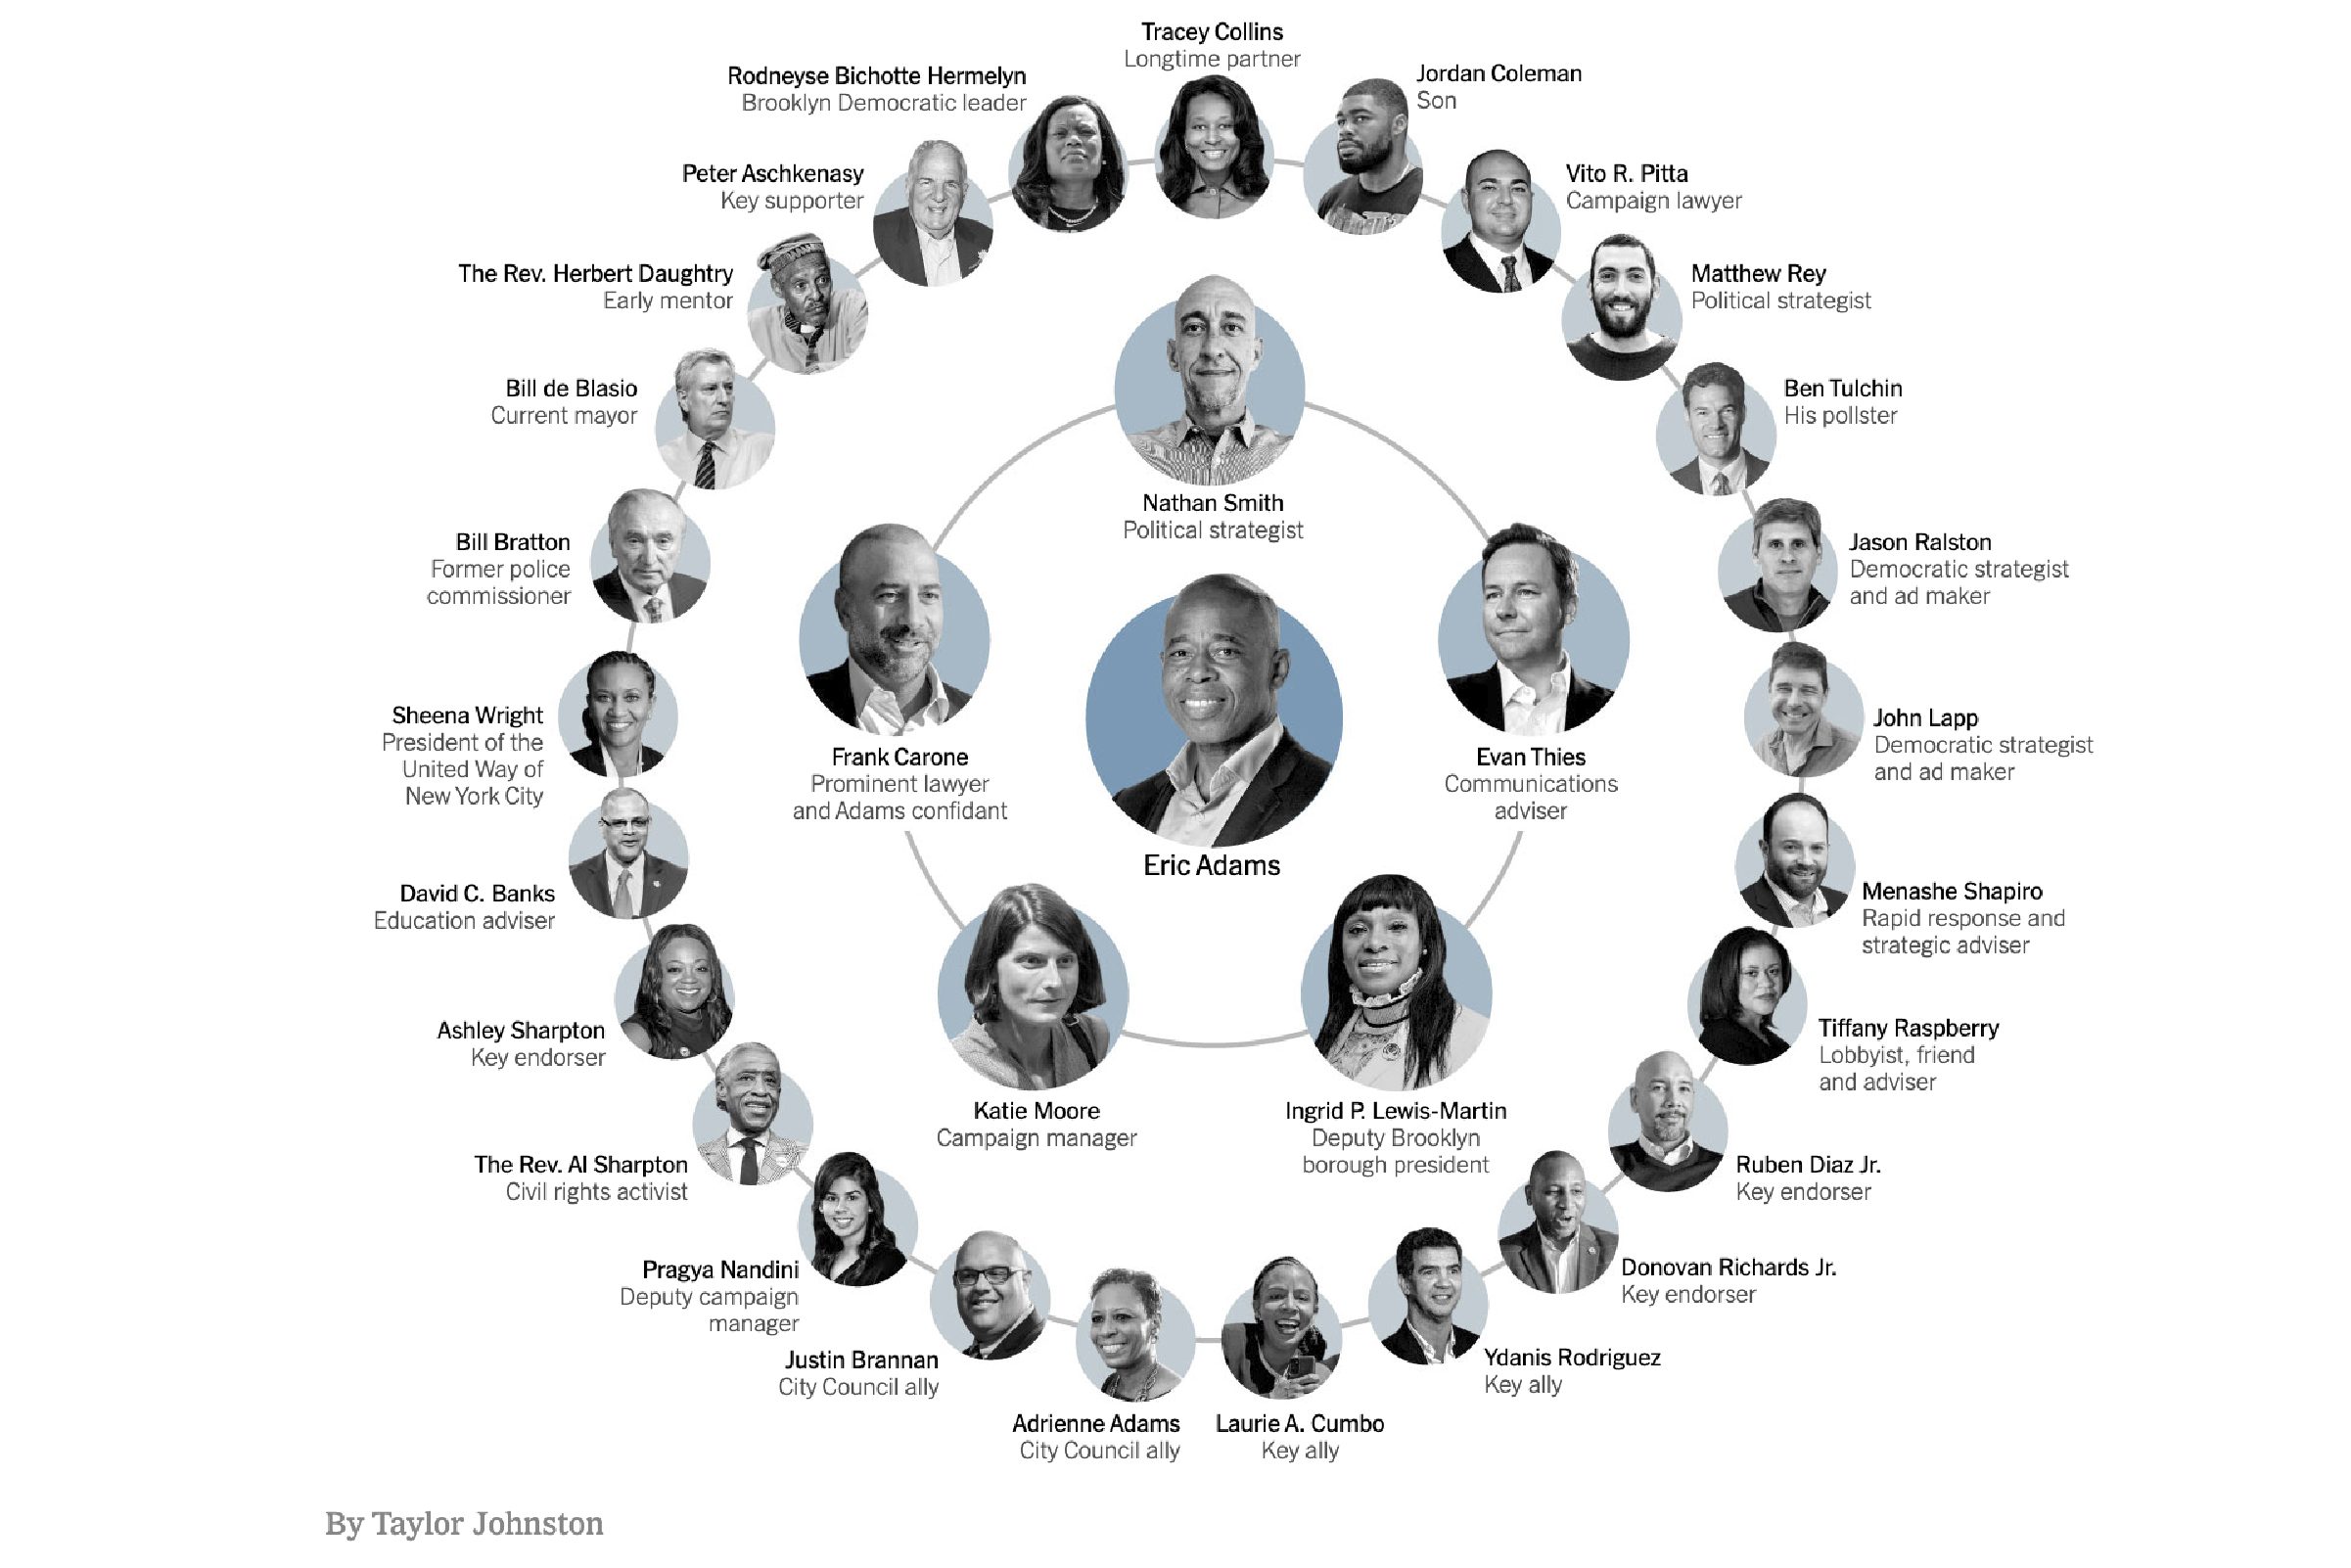 Tracey Collins
Longtime partner
Rodneyse Bichotte Hermelyn
Brooklyn Democratic leader
Jordan Coleman
Son
Peter Aschkenasy
Key supporter
Vito R. Pitta
Campaign lawyer
The Rev. Herbert Daughtry
Early mentor
Matthew Rey
Political strategist
Bill de Blasio
Current mayor
Ben Tulchin
His pollster
Nathan Smith
Political strategist
Bill Bratton
Former police
commissioner
Jason Ralston
Democratic strategist
and ad maker
Sheena Wright
President of the
United Way of
New York City
John Lapp
Democratic strategist
and ad maker
Frank Carone
Prominent lawyer
and Adams confidant
Evan Thies
Communications
adviser
Eric Adams
David C. Banks
Education adviser
Menashe Shapiro
Rapid response and
strategic adviser
Ashley Sharpton
Key endorser
Tiffany Raspberry
Lobbyist, friend
and adviser
Katie Moore
Campaign manager
Ingrid P. Lewis-Martin
Deputy Brooklyn
borough president
The Rev. Al Sharpton
Civil rights activist
Ruben Diaz Jr.
Key endorser
Pragya Nandini
Deputy campaign
manager
Donovan Richards Jr.
Key endorser
Justin Brannan
City Council ally
Ydanis Rodriguez
Key ally
Adrienne Adams
City Council ally
Laurie A. Cumbo
Key ally
By Taylor Johnston